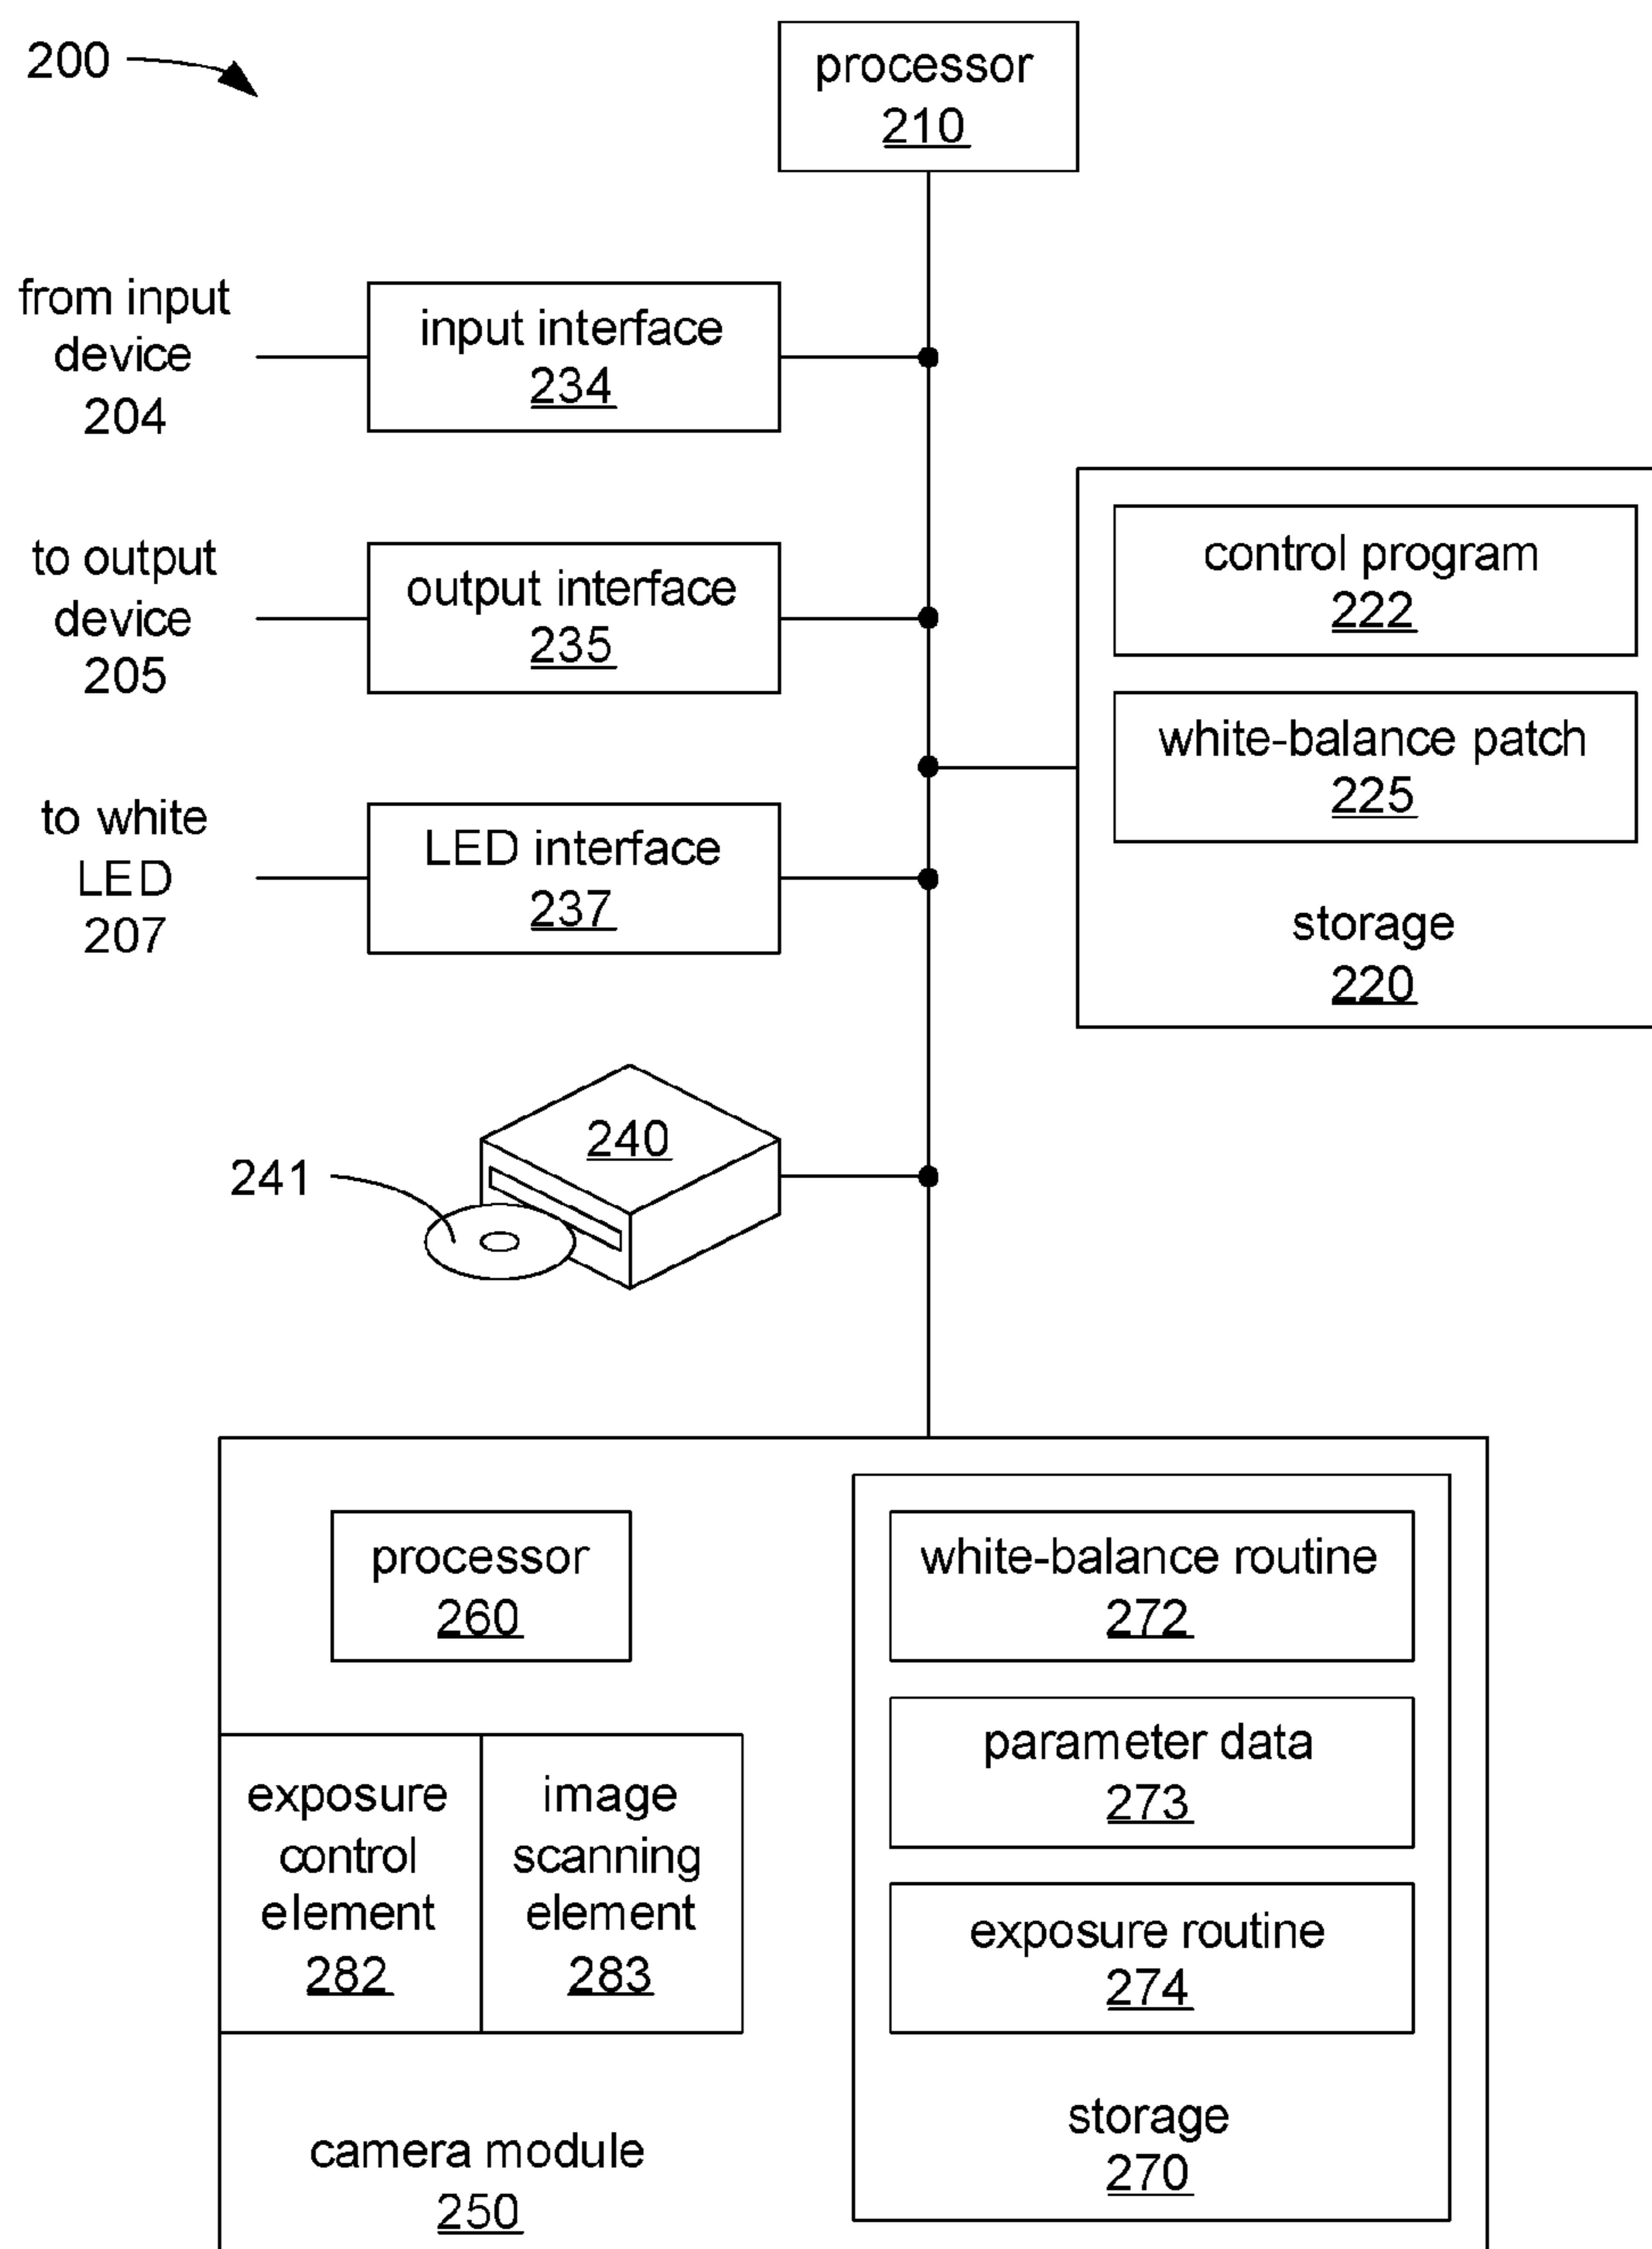 200
processor
210
from input
device
204
input interface
234
to output
device
205
output interface
235
control program
222
white-balance patch
225
storage
220
to white
LED
207
LED interface
237
240
241
processor
260
exposure
control
element
282
image
scanning
element
283
camera module
250
white-balance routine
272
parameter data
273
exposure routine
274
storage
270